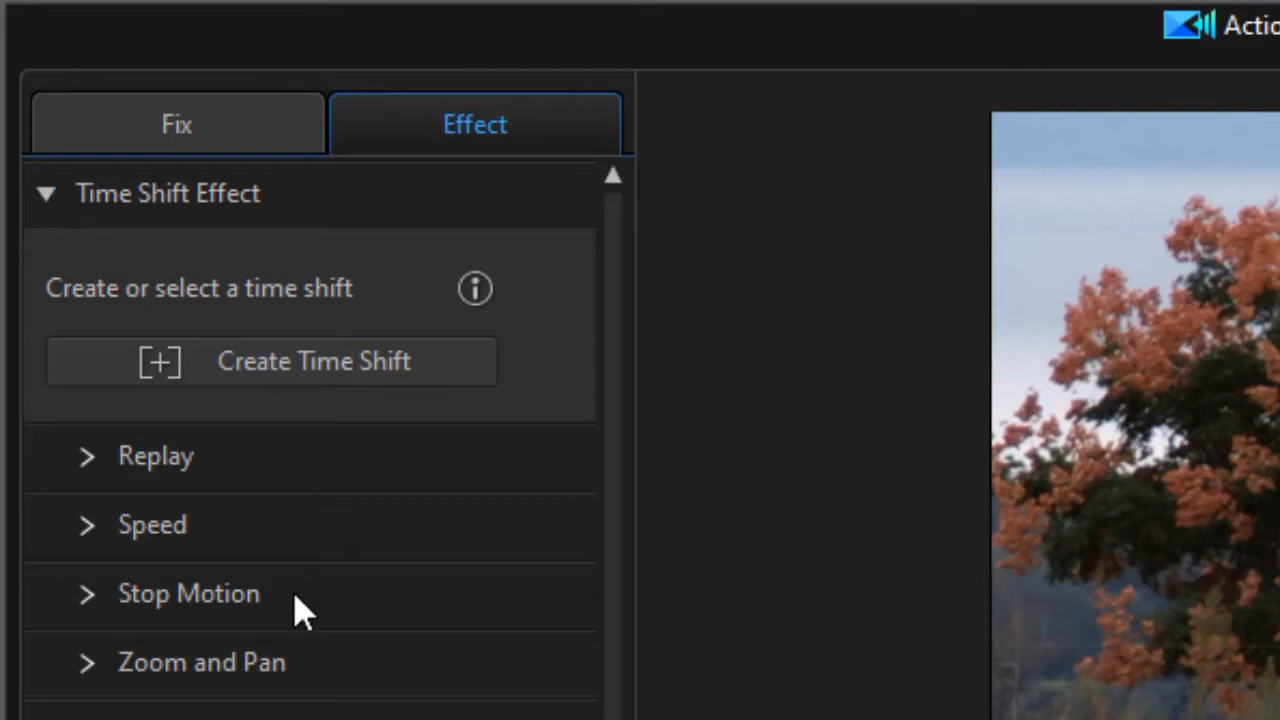 Actio
Fix
Effect
Time Shift Effect
Create or select a time shift
Create Time Shift
Replay
Speed
Stop Motion
Zoom and Pan